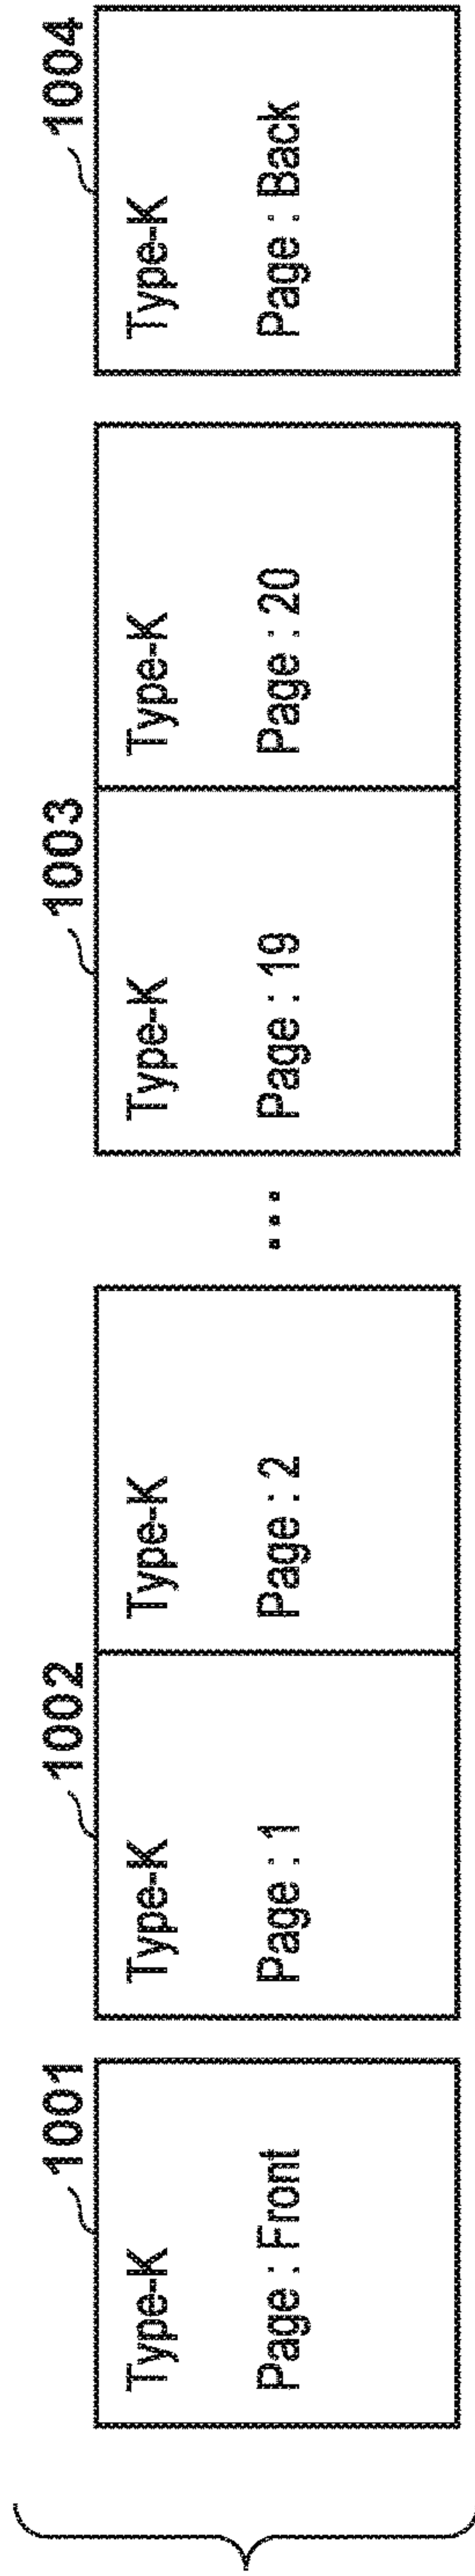 1001
Type-K
Page : Front
1002
Type-K
Page : 1
Type-K
Page : 2
...
1003
Type-K
Page : 19
Type-K
Page : 20
1004
Type-K
Page : Back